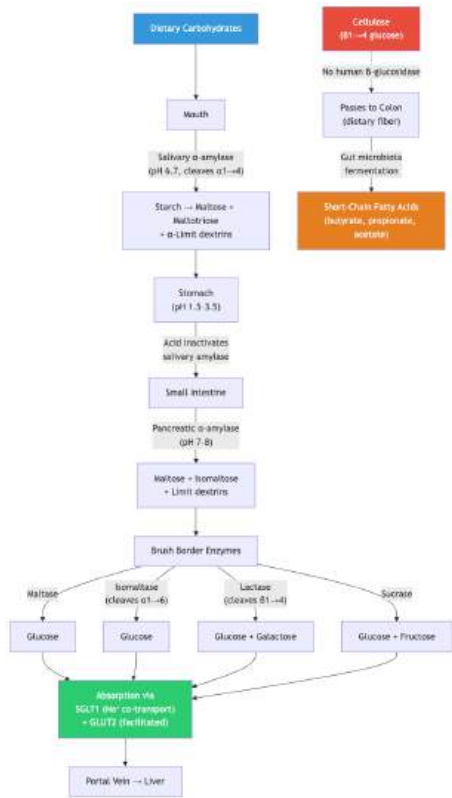 Dietary Carbohydrates
Cellulose
(β1→4 glucose)
No human β-glucosidase
Mouth
Passes to Colon
(dietary fiber)
Salivary α-amylase
(pH 6.7, cleaves α1→4)
Gut microbiota
fermentation
Starch → Maltose +
Maltotriose
+ α-Limit dextrins
Short-Chain Fatty Acids
(butyrate, propionate,
acetate)
Stomach
(pH 1.5-3.5)
Acid inactivates
salivary amylase
Small Intestine
Pancreatic α-amylase
(pH 7-8)
Maltose + Isomaltose
+ Limit dextrins
Brush Border Enzymes
Maltase
Isomaltase
(cleaves α1→6)
Lactase
(cleaves β1→4)
Sucrase
Glucose
Glucose
Glucose + Galactose
Glucose + Fructose
Absorption via
SGLT1 (Na⁺ co-transport)
+ GLUT2 (facilitated)
Portal Vein → Liver